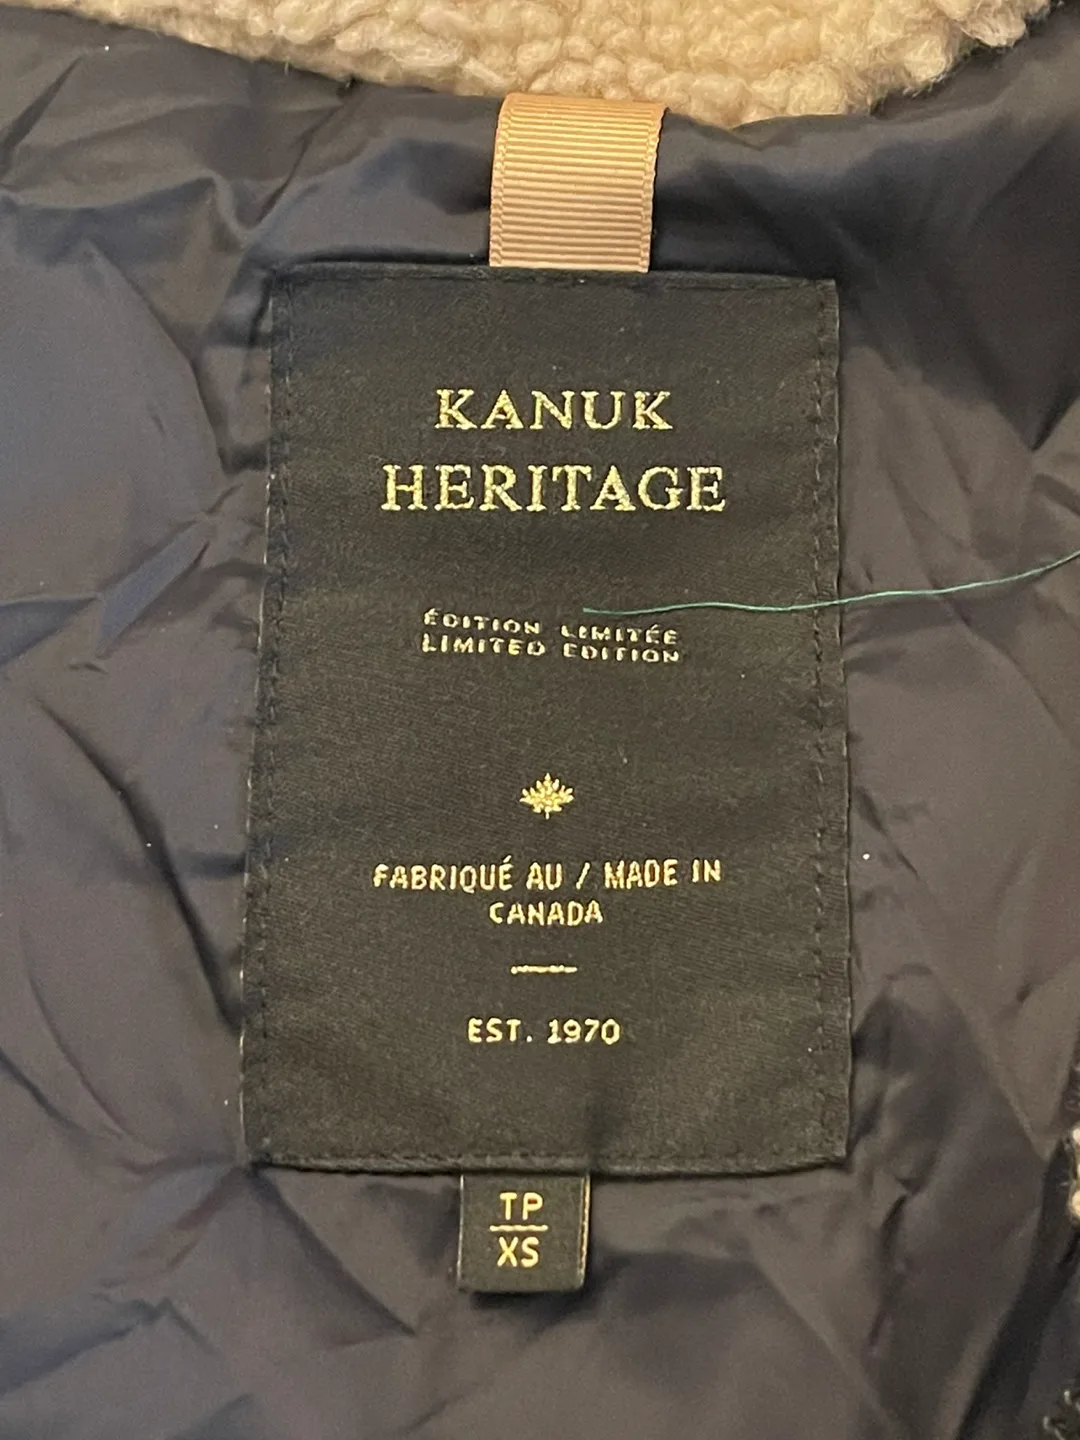 KANUK
HERITAGE
ÉDITION LIMITÉE
LIMITED EDITION
FABRIQUÉ AU / MADE IN
CANADA
EST. 1970
TP
XS